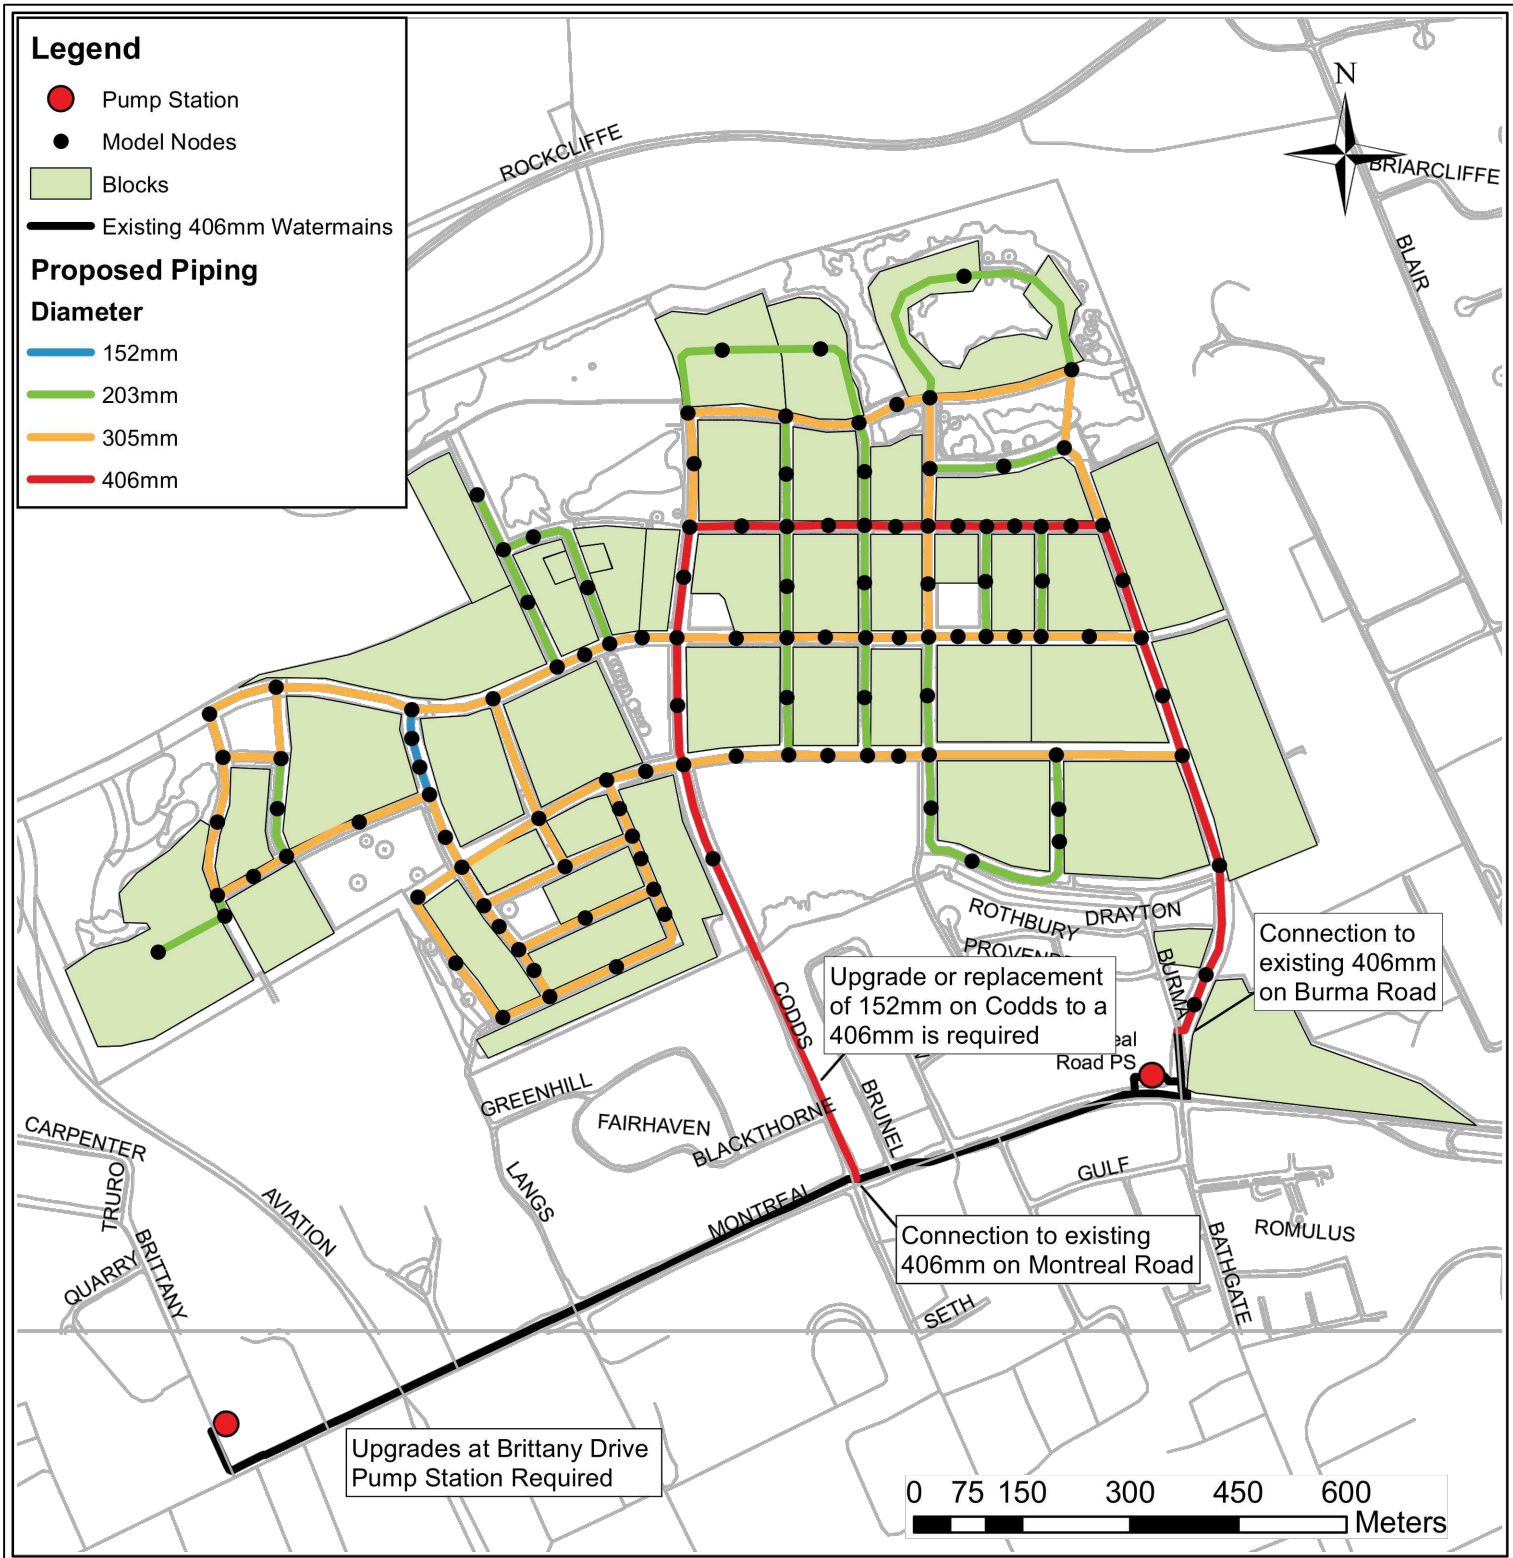 Legend
Pump Station
Model Nodes
Blocks
Existing 406mm Watermains
Proposed Piping
Diameter
152mm
203mm
305mm
406mm
N
ROCKCLIFFE
BRIARCLIFFE
BLAIR
ROTHBURY
DRAYTON
BURMA
Connection to
existing 406mm
on Burma Road
CODDS
Upgrade or replacement
of 152mm on Codds to a
406mm is required
Road PS
BRUNEL
GREENHILL
FAIRHAVEN
BLACKTHORNE
LANGS
MONTREAL
GULF
ROMULUS
BATHGATE
Connection to existing
406mm on Montreal Road
SETH
CARPENTER
TRURO
AVIATION
BRITTANY
QUARRY
Upgrades at Brittany Drive
Pump Station Required
0 75 150 300 450 600
Meters